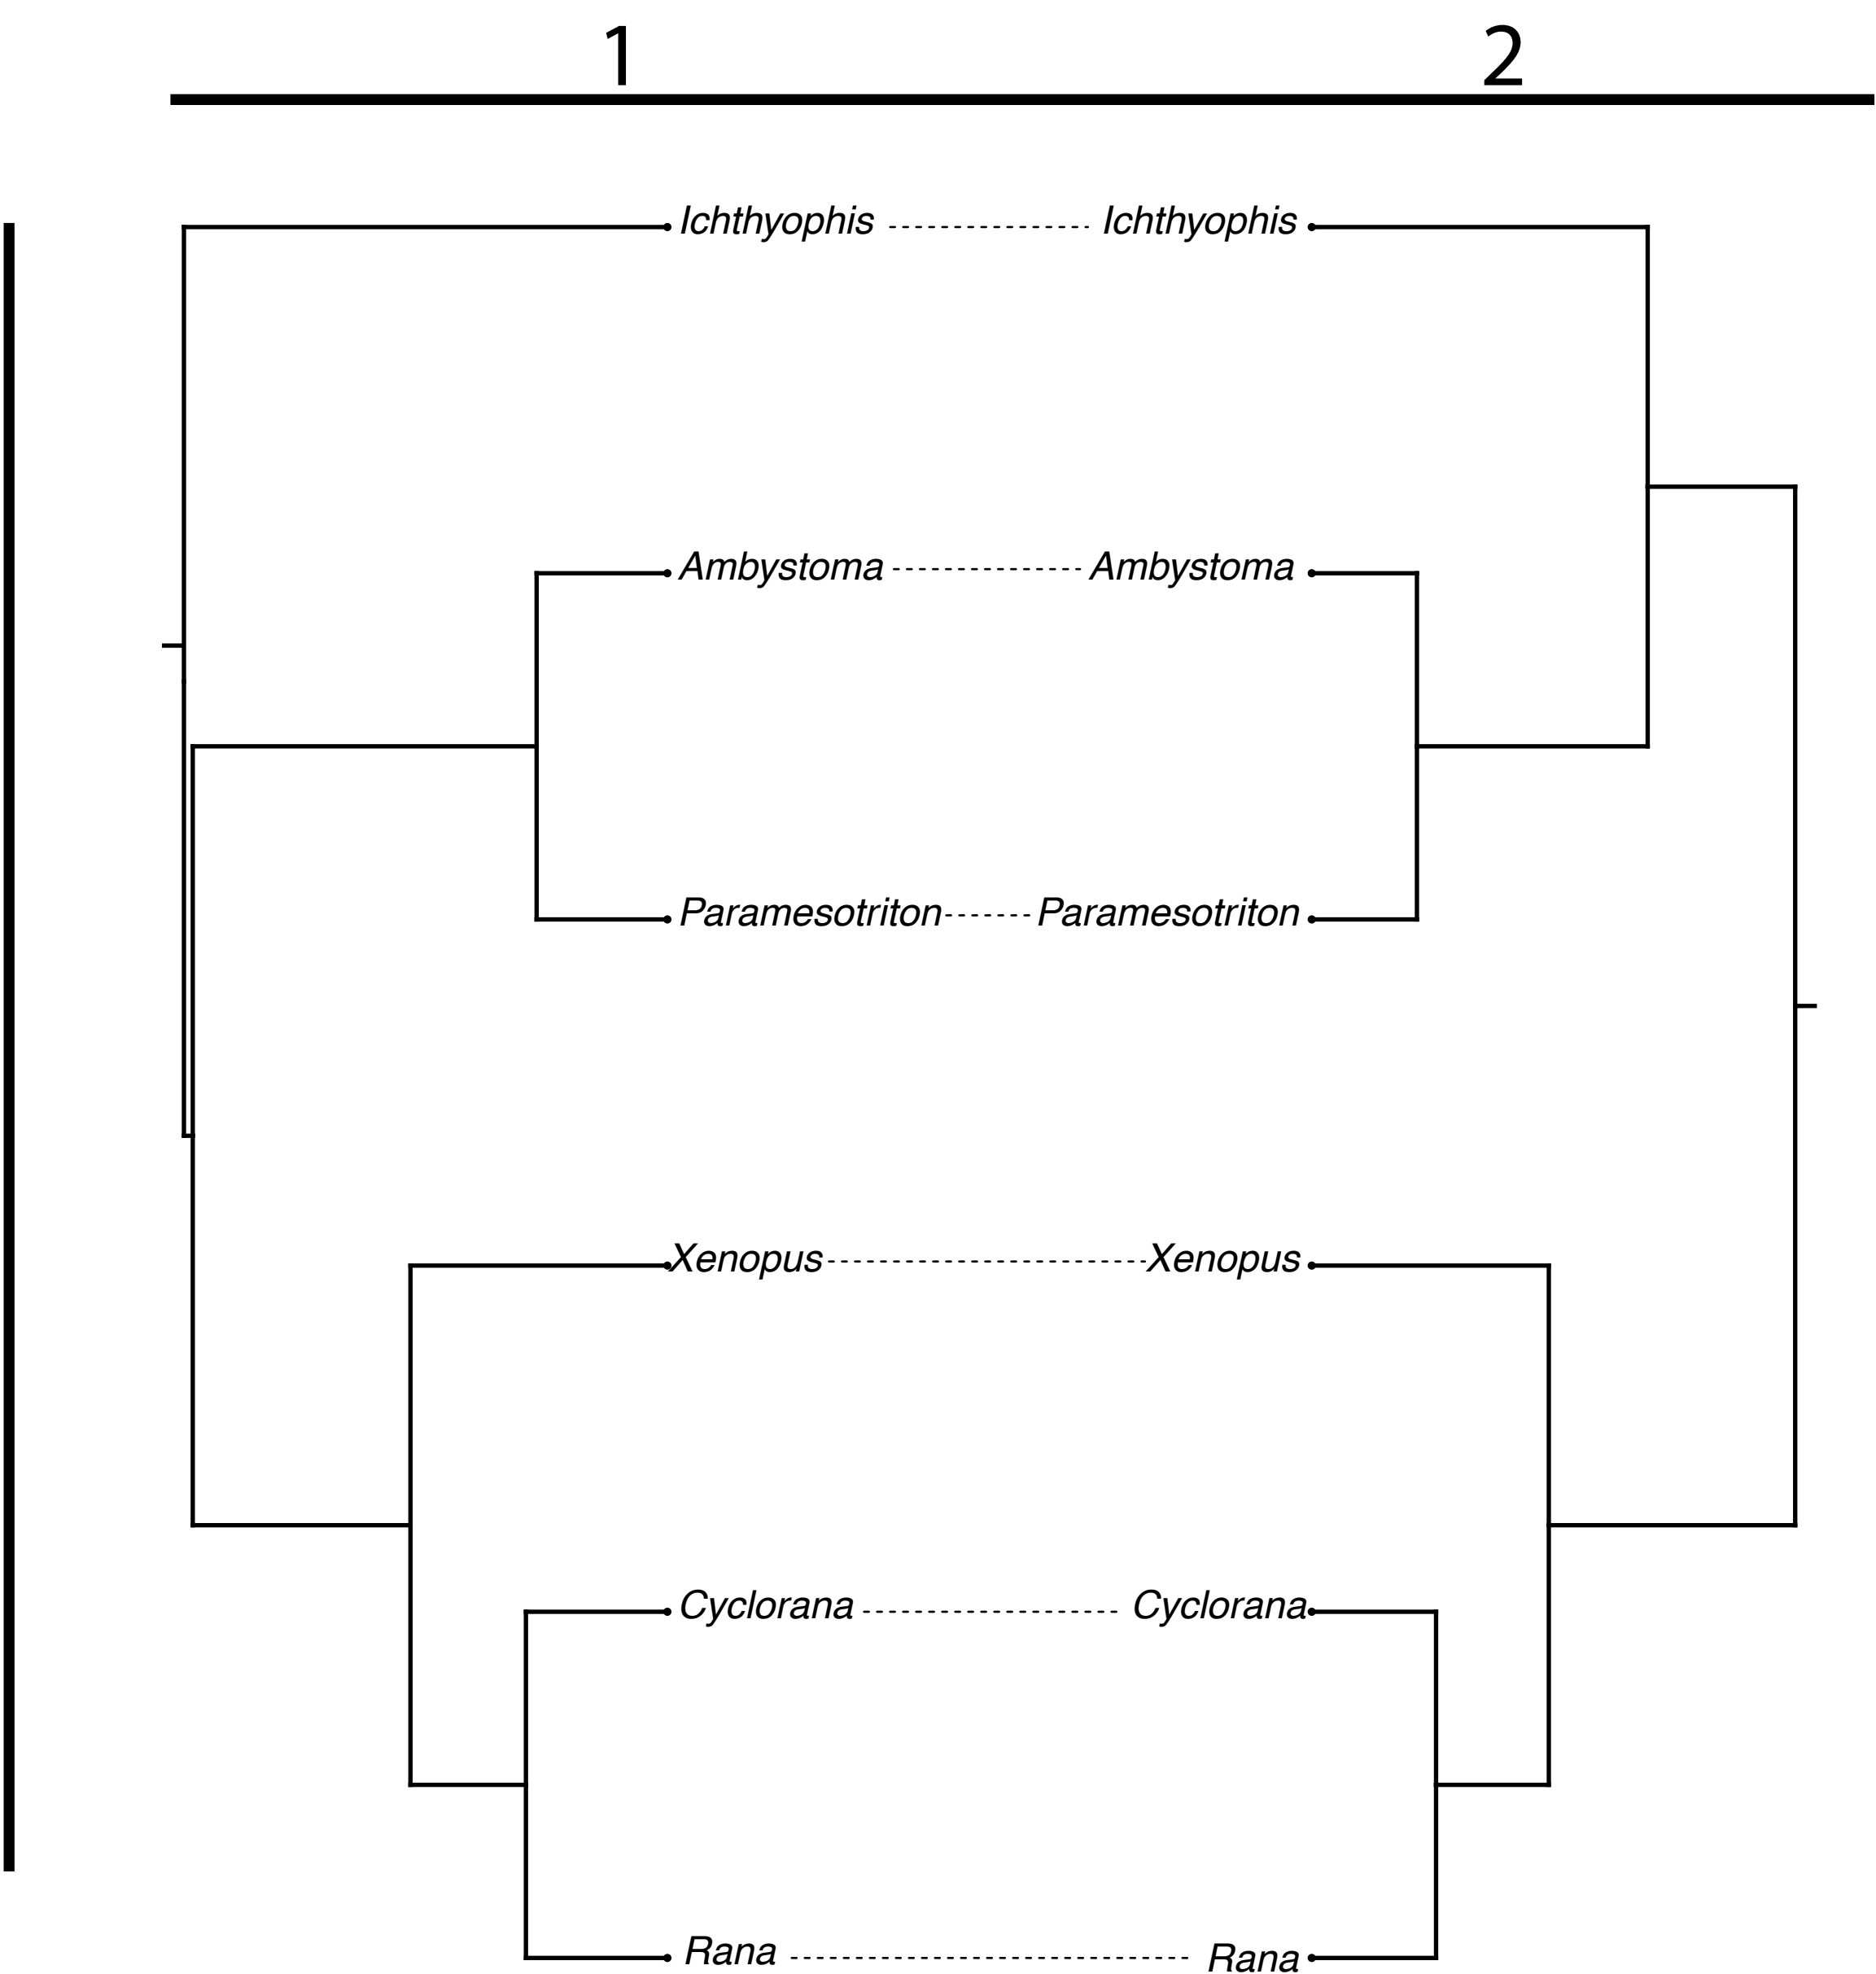 1 2
Ichthyophis Ichthyophis
Ambystoma Ambystoma
Paramesotriton Paramesotriton
Xenopus Xenopus
Cyclorana Cyclorana
Rana Rana